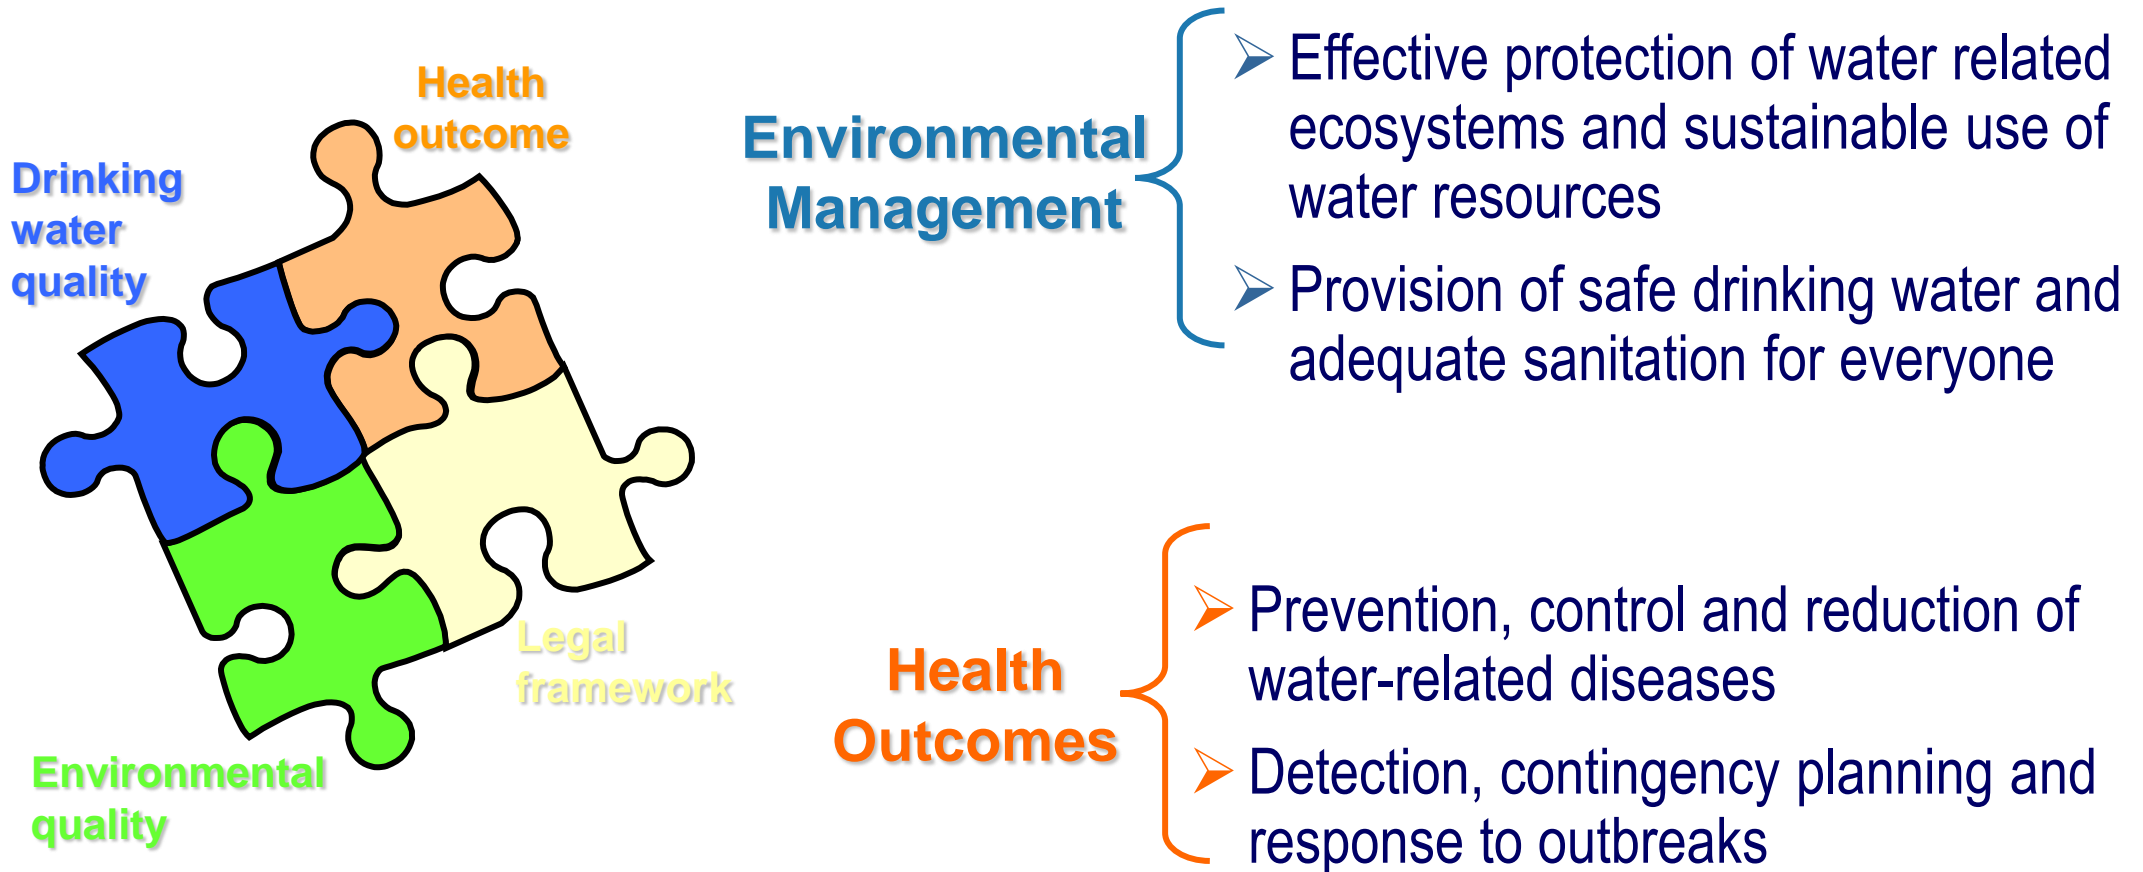 Health
outcome
Drinking
water
quality
Legal
framework
Environmental
quality
Environmental
Management
Effective protection of water related
ecosystems and sustainable use of
water resources
Provision of safe drinking water and
adequate sanitation for everyone
Health
Outcomes
Prevention, control and reduction of
water-related diseases
Detection, contingency planning and
response to outbreaks